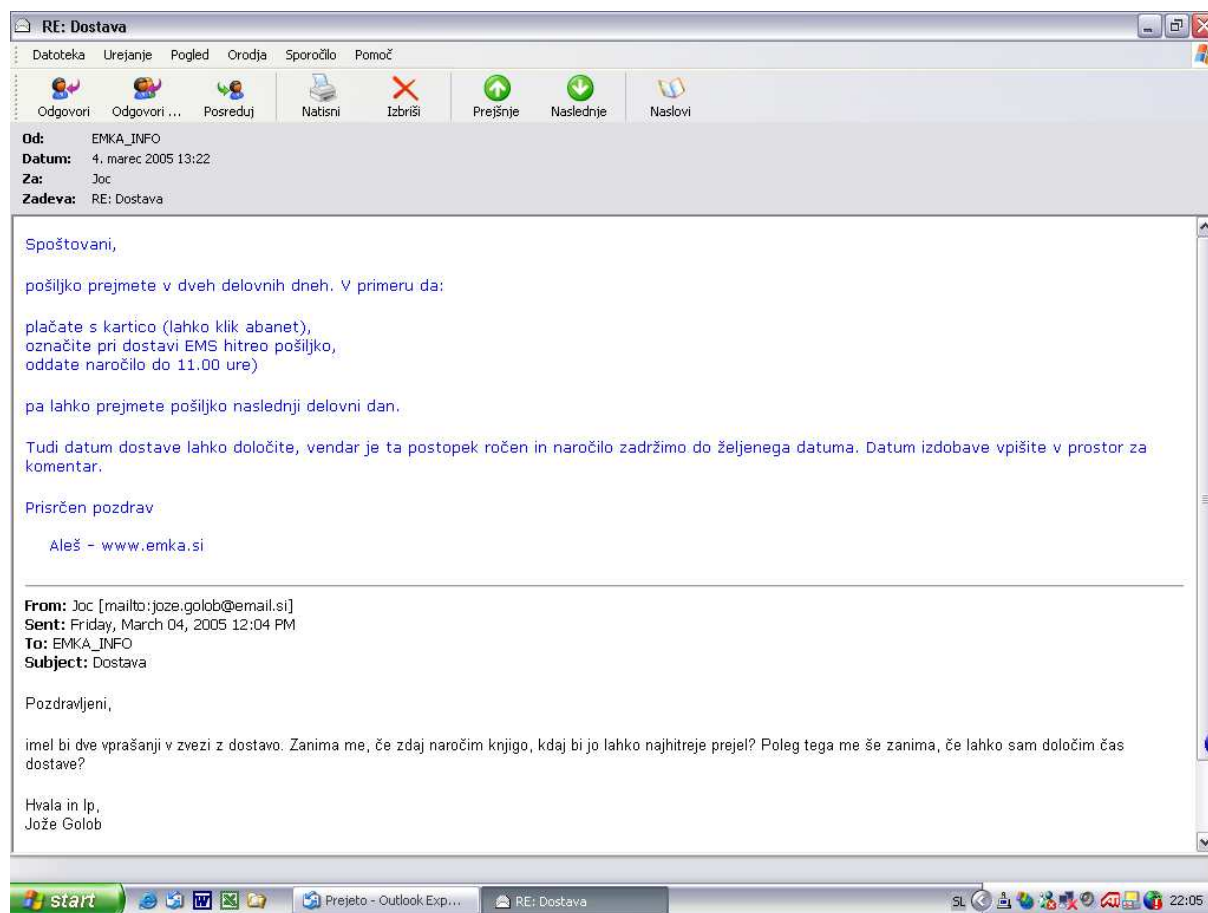 RE: Dostava
Datoteka Urejanje Pogled Orodja Sporočilo Pomoč
Odgovori Odgovori ... Posreduj Natisni Izbriši Prejšnje Naslednje Naslovi
Od: EMKA_INFO
Datum: 4. marec 2005 13:22
Za: Joc
Zadeva: RE: Dostava
Spoštovani,
pošiljko prejmete v dveh delovnih dneh. V primeru da:
plačate s kartico (lahko klik abanet),
označite pri dostavi EMS hitreo pošiljko,
oddate naročilo do 11.00 ure)
pa lahko prejmete pošiljko naslednji delovni dan.
Tudi datum dostave lahko določite, vendar je ta postopek ročen in naročilo zadržimo do željenega datuma. Datum izdobave vpišite v prostor za
komentar.
Prisrčen pozdrav
Aleš - www.emka.si
From: Joc [mailto:joze.golob@email.si]
Sent: Friday, March 04, 2005 12:04 PM
To: EMKA_INFO
Subject: Dostava
Pozdravljeni,
imel bi dve vprašanji v zvezi z dostavo. Zanima me, če zdaj naročim knjigo, kdaj bi jo lahko najhitreje prejel? Poleg tega me še zanima, če lahko sam določim čas
dostave?
Hvala in lp,
Jože Golob
start Prejeto - Outlook Exp... RE: Dostava SL 22:05